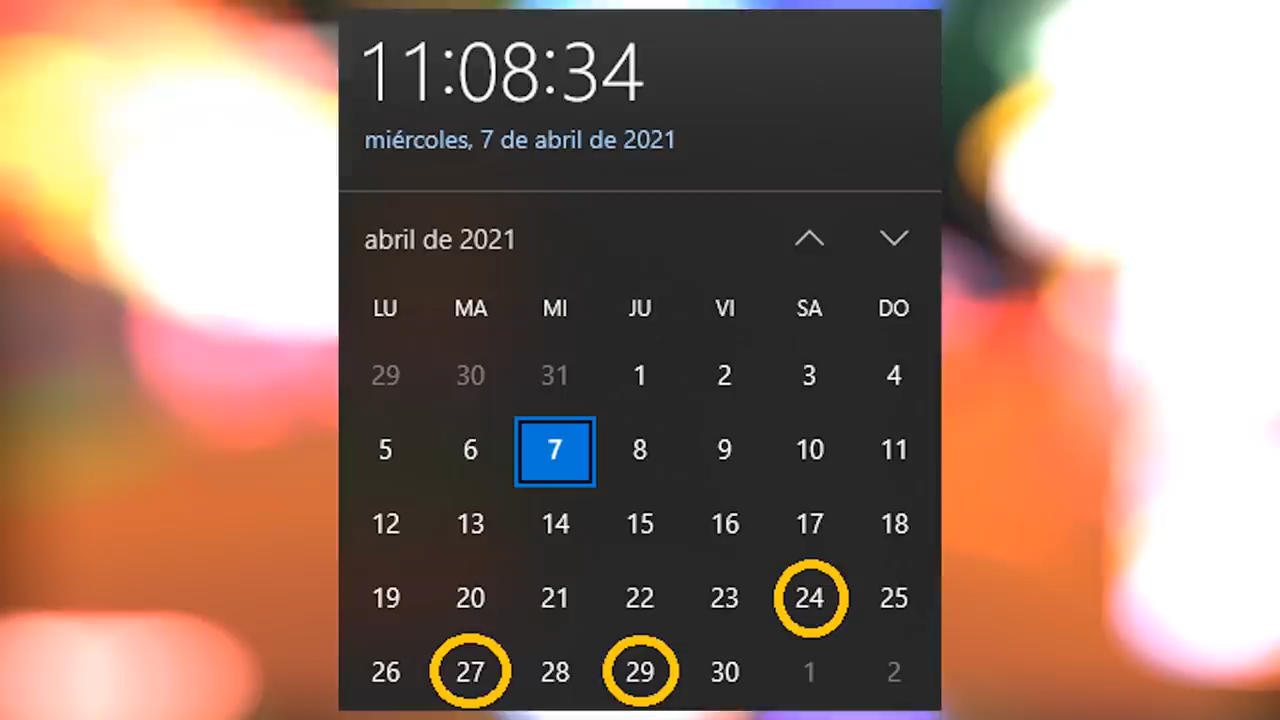 11:08:34
miércoles, 7 de abril de 2021
abril de 2021
LU MA MI JU VI SA DO
29 30 31 1 2 3 4
5 6 7 8 9 10 11
12 13 14 15 16 17 18
19 20 21 22 23 24 25
26 27 28 29 30 1 2